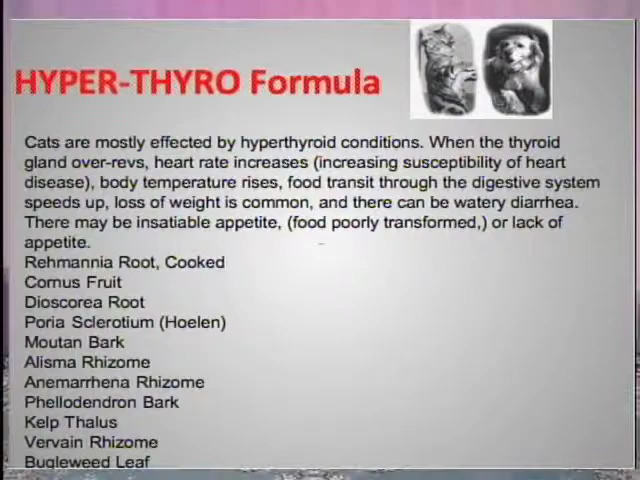 HYPER-THYRO Formula
Cats are mostly effected by hyperthyroid conditions. When the thyroid
gland over-revs, heart rate increases (increasing susceptibility of heart
disease), body temperature rises, food transit through the digestive system
speeds up, loss of weight is common, and there can be watery diarrhea.
There may be insatiable appetite, (food poorly transformed,) or lack of
appetite.
Rehmannia Root, Cooked
Cornus Fruit
Dioscorea Root
Poria Sclerotium (Hoelen)
Moutan Bark
Alisma Rhizome
Anemarrhena Rhizome
Phellodendron Bark
Kelp Thalus
Vervain Rhizome
Bugleweed Leaf